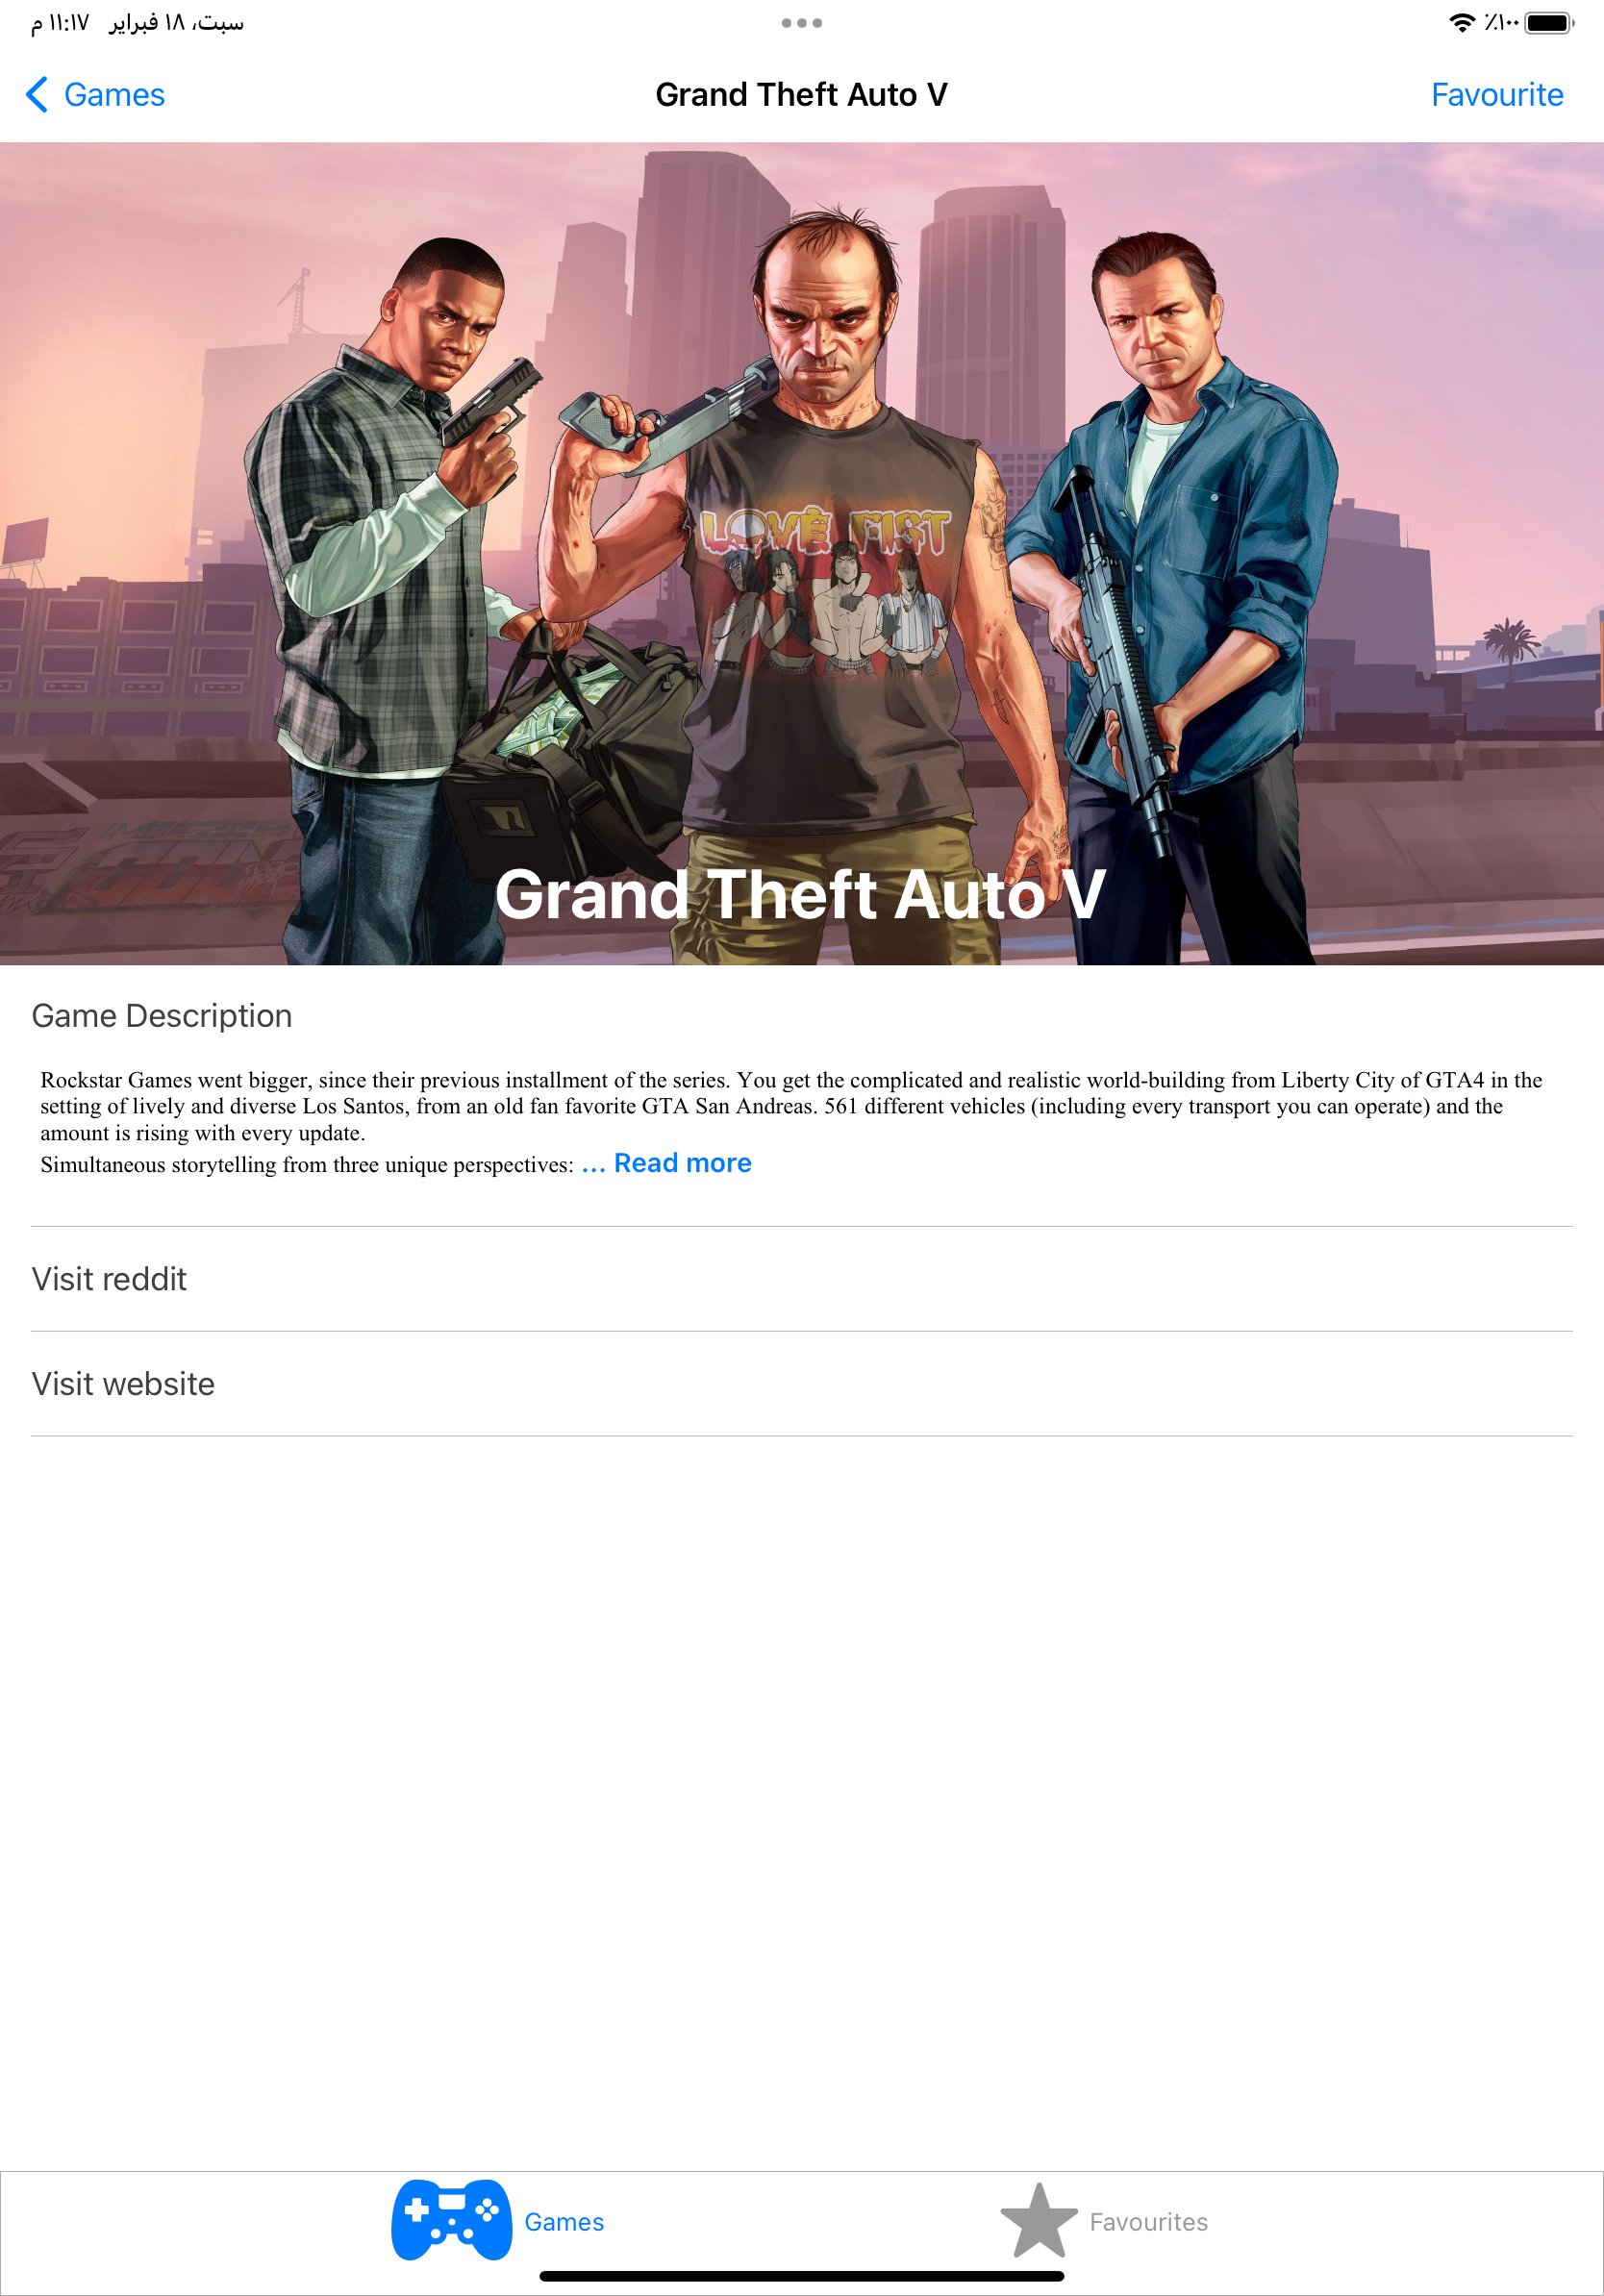 سبت، ١٨ فبراير ١١:١٧ م
٪١٠٠
Games
Grand Theft Auto V
Favourite
LOVE FIST
Grand Theft Auto V
Game Description
Rockstar Games went bigger, since their previous installment of the series. You get the complicated and realistic world-building from Liberty City of GTA4 in the
setting of lively and diverse Los Santos, from an old fan favorite GTA San Andreas. 561 different vehicles (including every transport you can operate) and the
amount is rising with every update.
Simultaneous storytelling from three unique perspectives: ... Read more
Visit reddit
Visit website
Games
Favourites